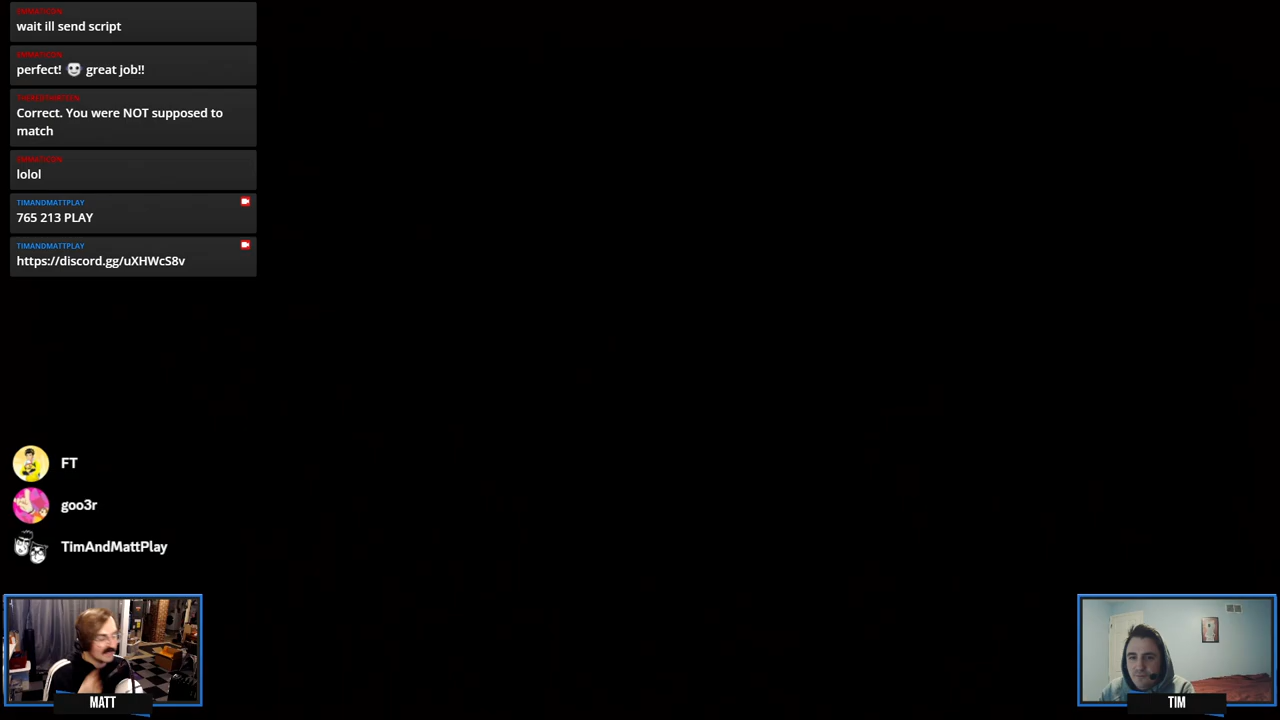 wait ill send script
perfect! great job!!
Correct. You were NOT supposed to
match
lolol
TIMANDMATTPLAY
765 213 PLAY
TIMANDMATTPLAY
https://discord.gg/uXHWcS8v
FT
goo3r
TimAndMattPlay
MATT
TIM